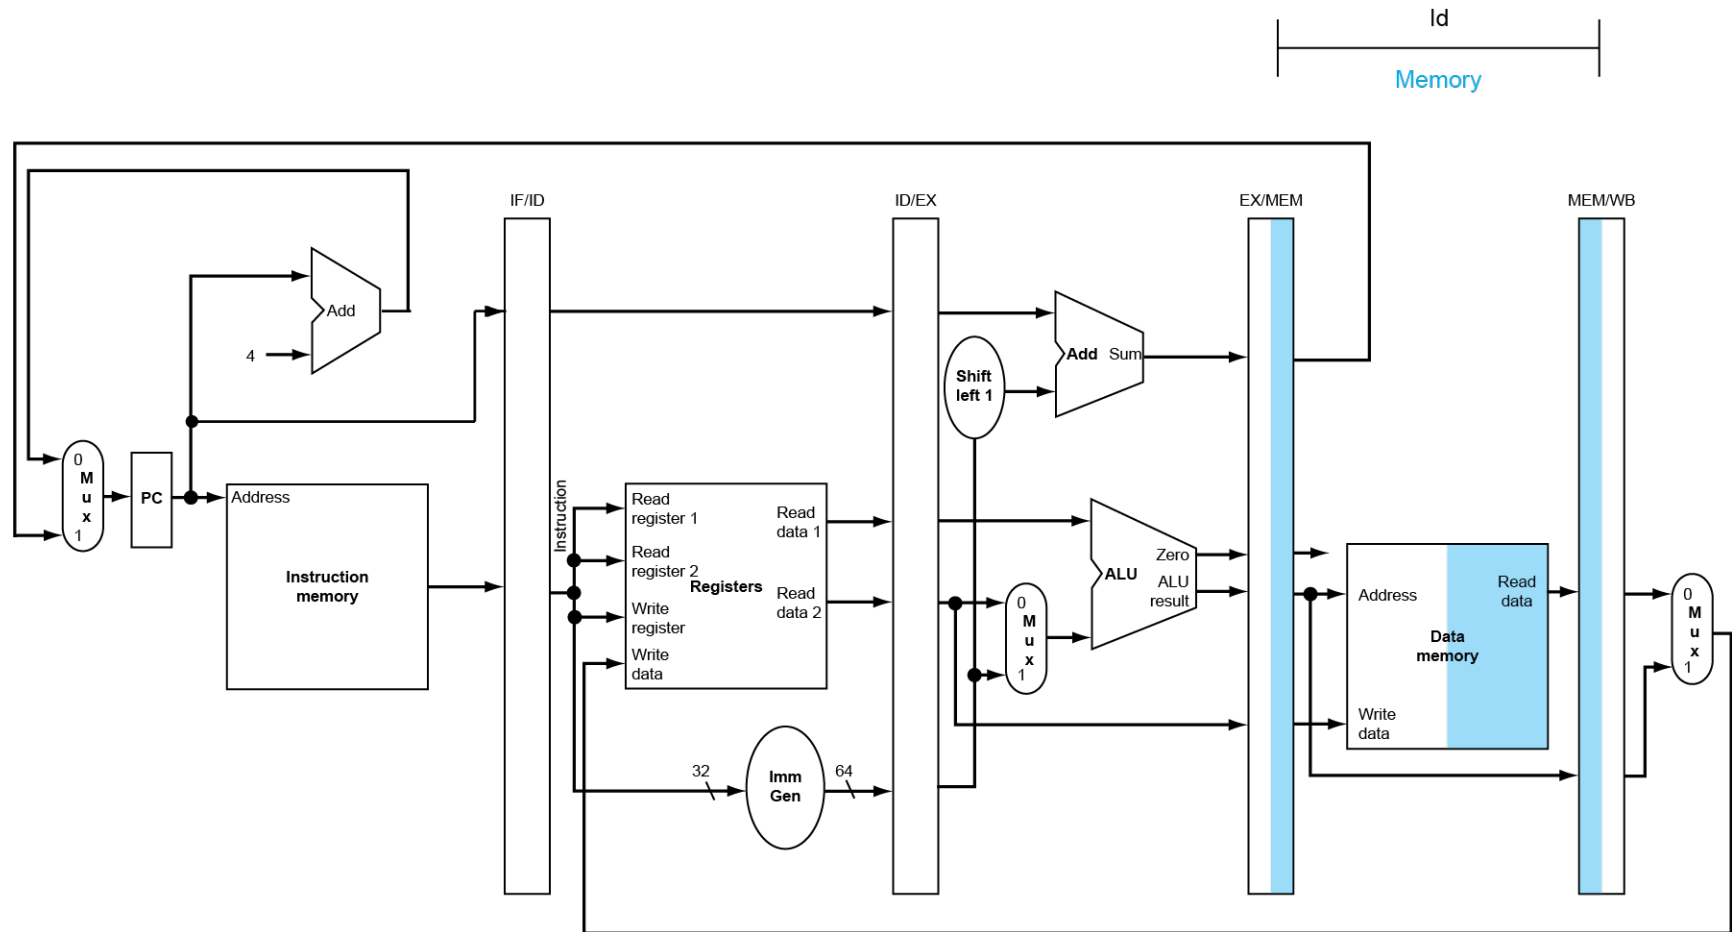 ld
Memory
IF/ID
ID/EX
EX/MEM
MEM/WB
Add
4
Add Sum
Shift
left 1
0
M
u
x
1
PC
Address
Instruction
memory
Instruction
Read
register 1
Read
register 2
Write
register
Write
data
Registers
Read
data 1
Read
data 2
32
Imm
Gen
64
0
M
u
x
1
ALU
Zero
ALU
result
Address
Read
data
Data
memory
Write
data
0
M
u
x
1